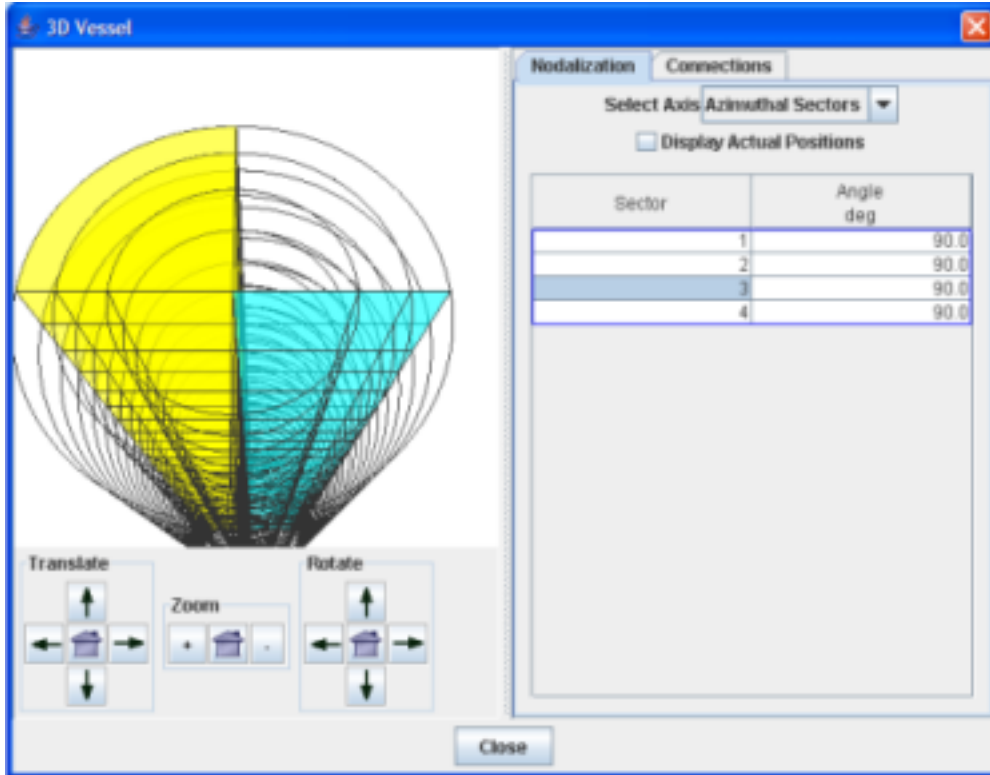 3D Vessel
Nodalization Connections
Select Axis Azimuthal Sectors
Display Actual Positions
Sector Angle
deg
1 90.0
2 90.0
3 90.0
4 90.0
Translate Rotate
Zoom
+ -
Close